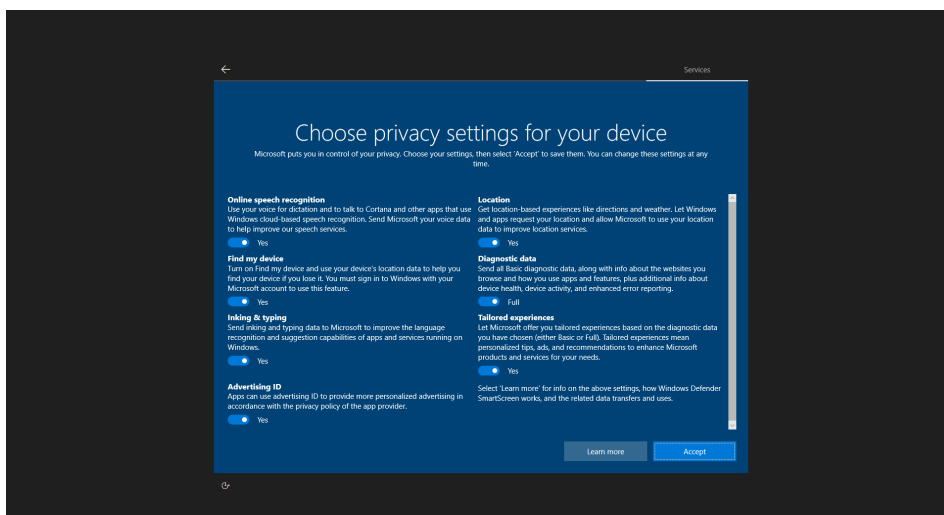 Services
Choose privacy settings for your device
Microsoft puts you in control of your privacy. Choose your settings, then select 'Accept' to save them. You can change these settings at any
time.
Online speech recognition
Use your voice for dictation and to talk to Cortana and other apps that use
Windows cloud-based speech recognition. Send Microsoft your voice data
to help improve our speech services.
Yes
Find my device
Turn on Find my device and use your device's location data to help you
find your device if you lose it. You must sign in to Windows with your
Microsoft account to use this feature.
Yes
Inking & typing
Send inking and typing data to Microsoft to improve the language
recognition and suggestion capabilities of apps and services running on
Windows.
Yes
Advertising ID
Apps can use advertising ID to provide more personalized advertising in
accordance with the privacy policy of the app provider.
Yes
Location
Get location-based experiences like directions and weather. Let Windows
and apps request your location and allow Microsoft to use your location
data to improve location services.
Yes
Diagnostic data
Send all Basic diagnostic data, along with info about the websites you
browse and how you use apps and features, plus additional info about
device health, device activity, and enhanced error reporting.
Full
Tailored experiences
Let Microsoft offer you tailored experiences based on the diagnostic data
you have chosen (either Basic or Full). Tailored experiences mean
personalized tips, ads, and recommendations to enhance Microsoft
products and services for your needs.
Yes
Select 'Learn more' for info on the above settings, how Windows Defender
SmartScreen works, and the related data transfers and uses.
Learn more
Accept